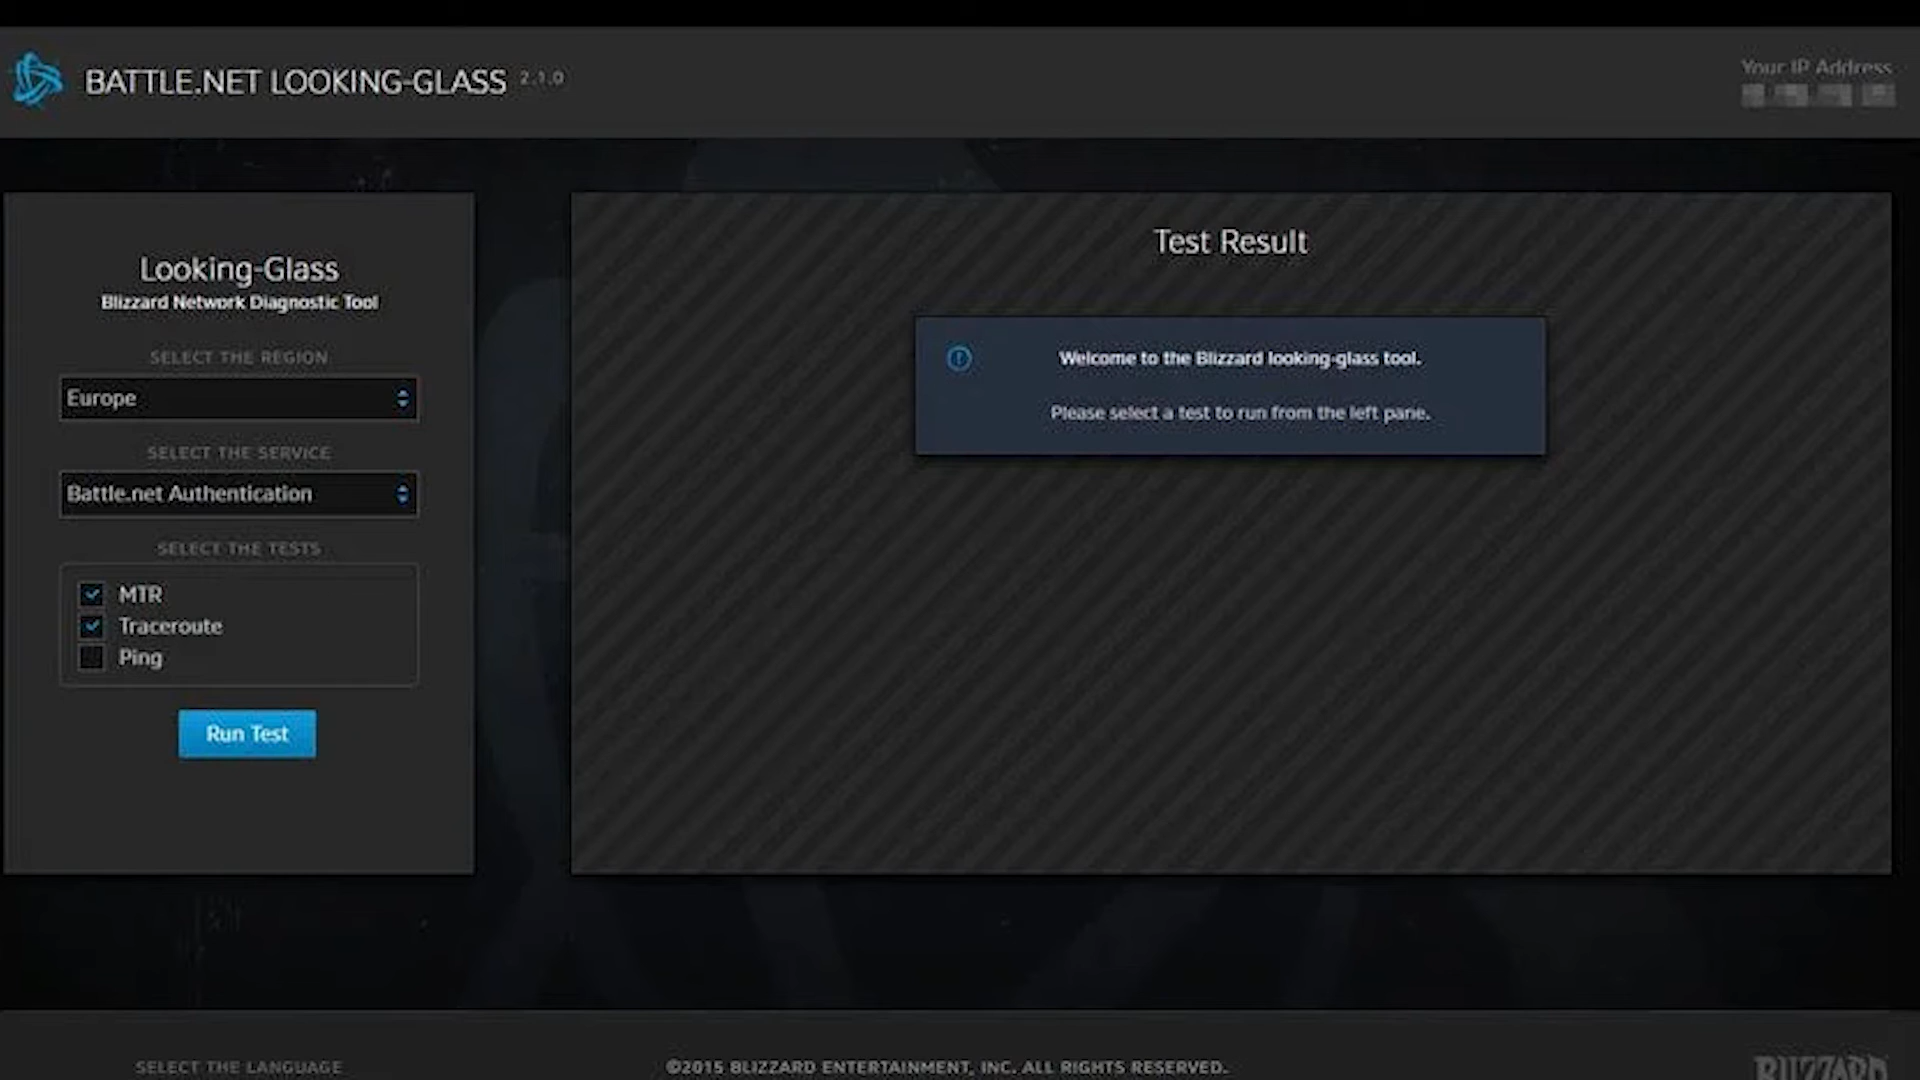 BATTLE.NET LOOKING-GLASS 2.1.0
Your IP Address
Looking-Glass
Blizzard Network Diagnostic Tool
SELECT THE REGION
Europe
SELECT THE SERVICE
Battle.net Authentication
SELECT THE TESTS
MTR
Traceroute
Ping
Run Test
Test Result
Welcome to the Blizzard looking-glass tool.
Please select a test to run from the left pane.
SELECT THE LANGUAGE
©2015 BLIZZARD ENTERTAINMENT, INC. ALL RIGHTS RESERVED.
BLIZZARD